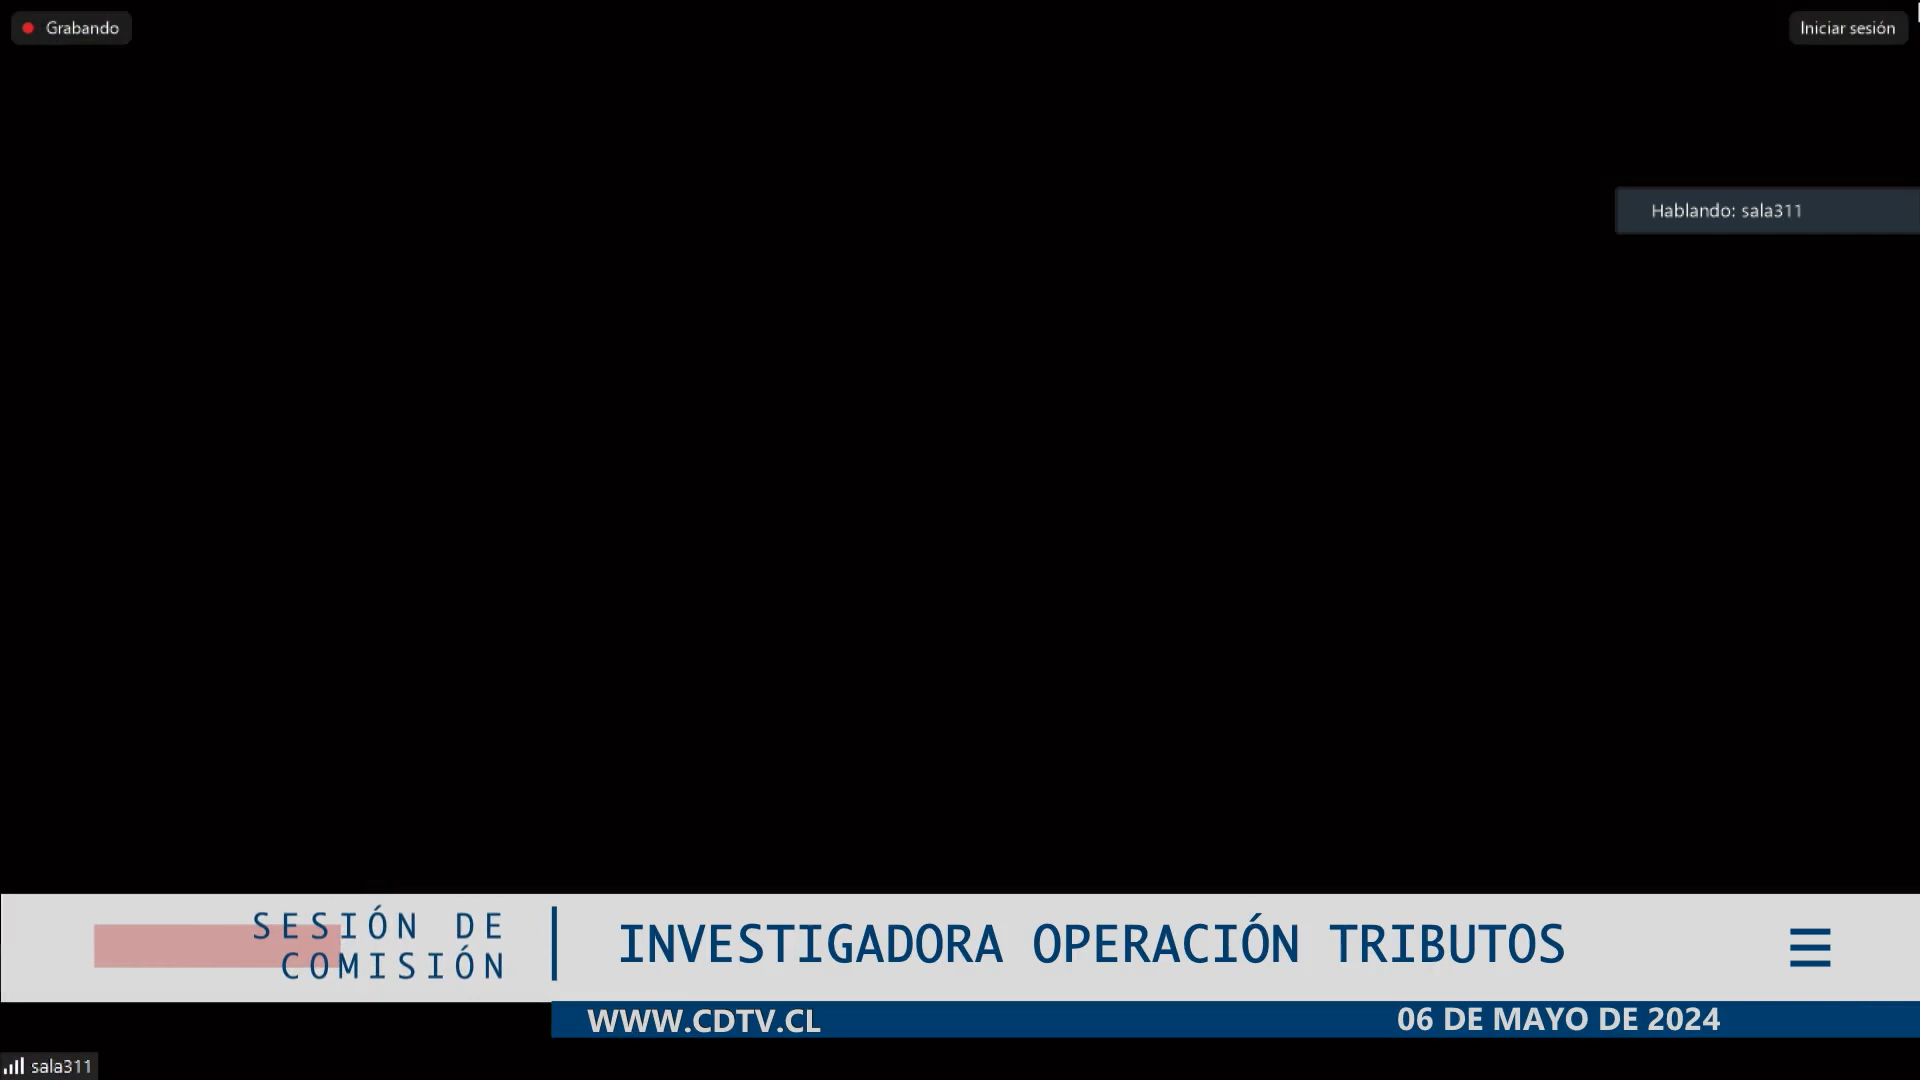 Grabando
Iniciar sesión
Hablando: sala311
SESIÓN DE
COMISIÓN
INVESTIGADORA OPERACIÓN TRIBUTOS
WWW.CDTV.CL
06 DE MAYO DE 2024
sala311